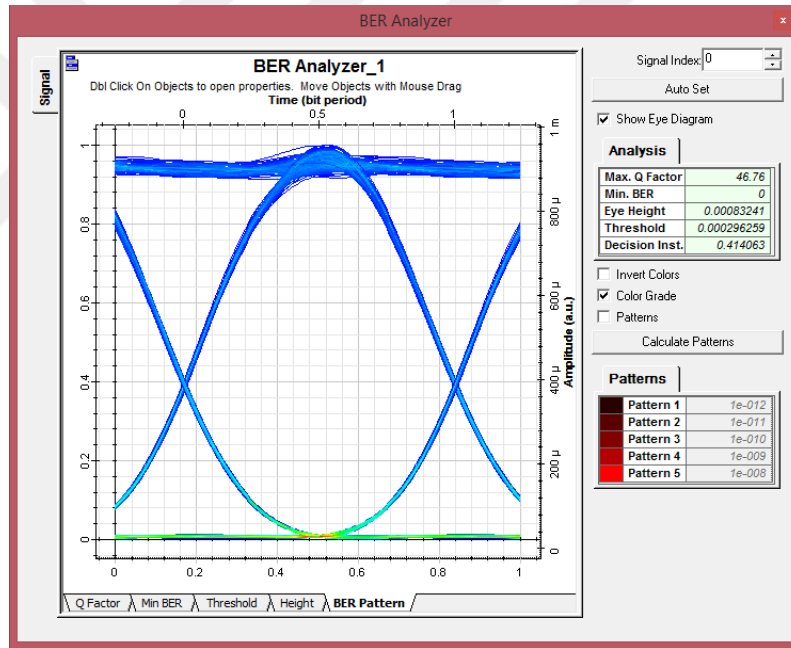 BER Analyzer
x
Signal
BER Analyzer_1
Dbl Click On Objects to open properties. Move Objects with Mouse Drag
Time (bit period)
0 0.5 1
1 m
800 µ
600 µ
400 µ
200 µ
0
Amplitude (a.u.)
1
0.8
0.6
0.4
0.2
0
0 0.2 0.4 0.6 0.8 1
Q Factor Min BER Threshold Height BER Pattern
Signal Index: 0
Auto Set
Show Eye Diagram
Analysis
Max. Q Factor 46.76
Min. BER 0
Eye Height 0.00083241
Threshold 0.000296259
Decision Inst. 0.414063
Invert Colors
Color Grade
Patterns
Calculate Patterns
Patterns
Pattern 1 1e-012
Pattern 2 1e-011
Pattern 3 1e-010
Pattern 4 1e-009
Pattern 5 1e-008